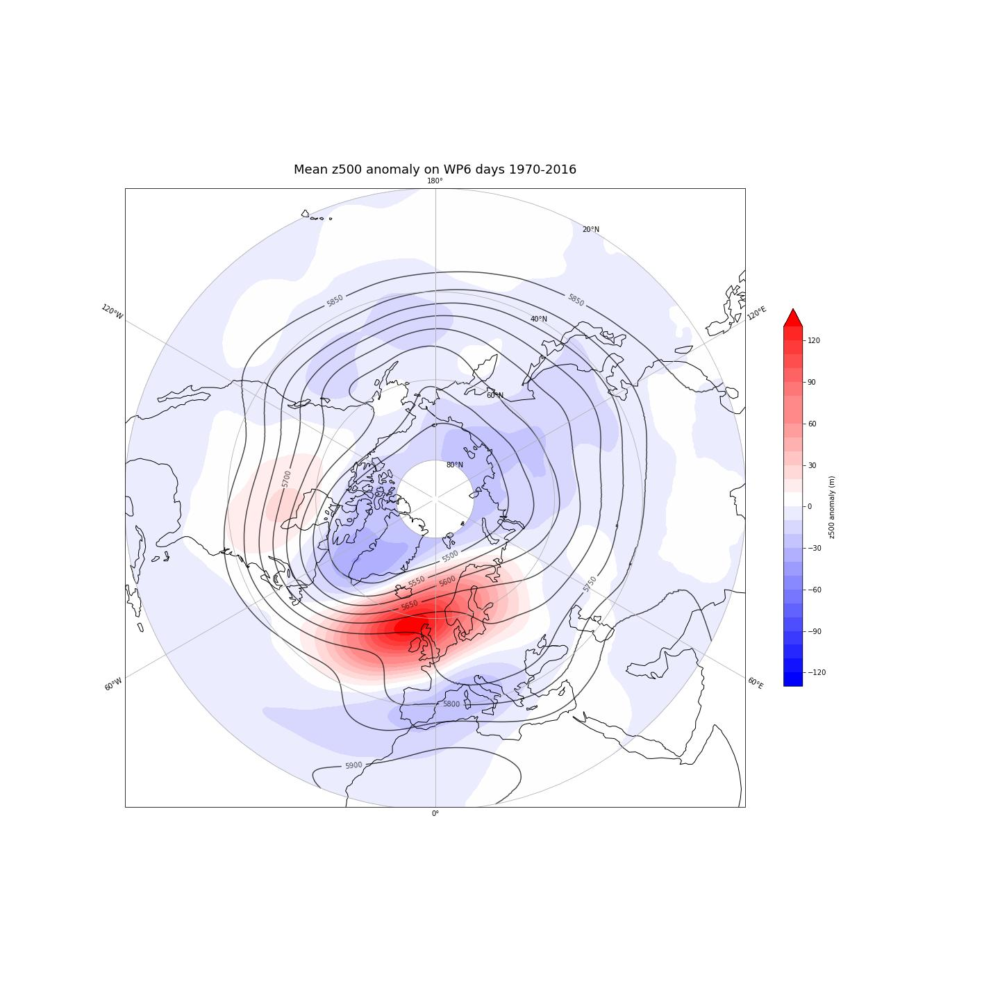 Mean z500 anomaly on WP6 days 1970-2016
180°
20°N
120°W
5850
5850
120°E
40°N
120
90
60°N
60
80°N
30
5700
0
z500 anomaly (m)
−30
5500
5550
5600
5750
−60
5650
−90
−120
60°W
60°E
5800
5900
0°